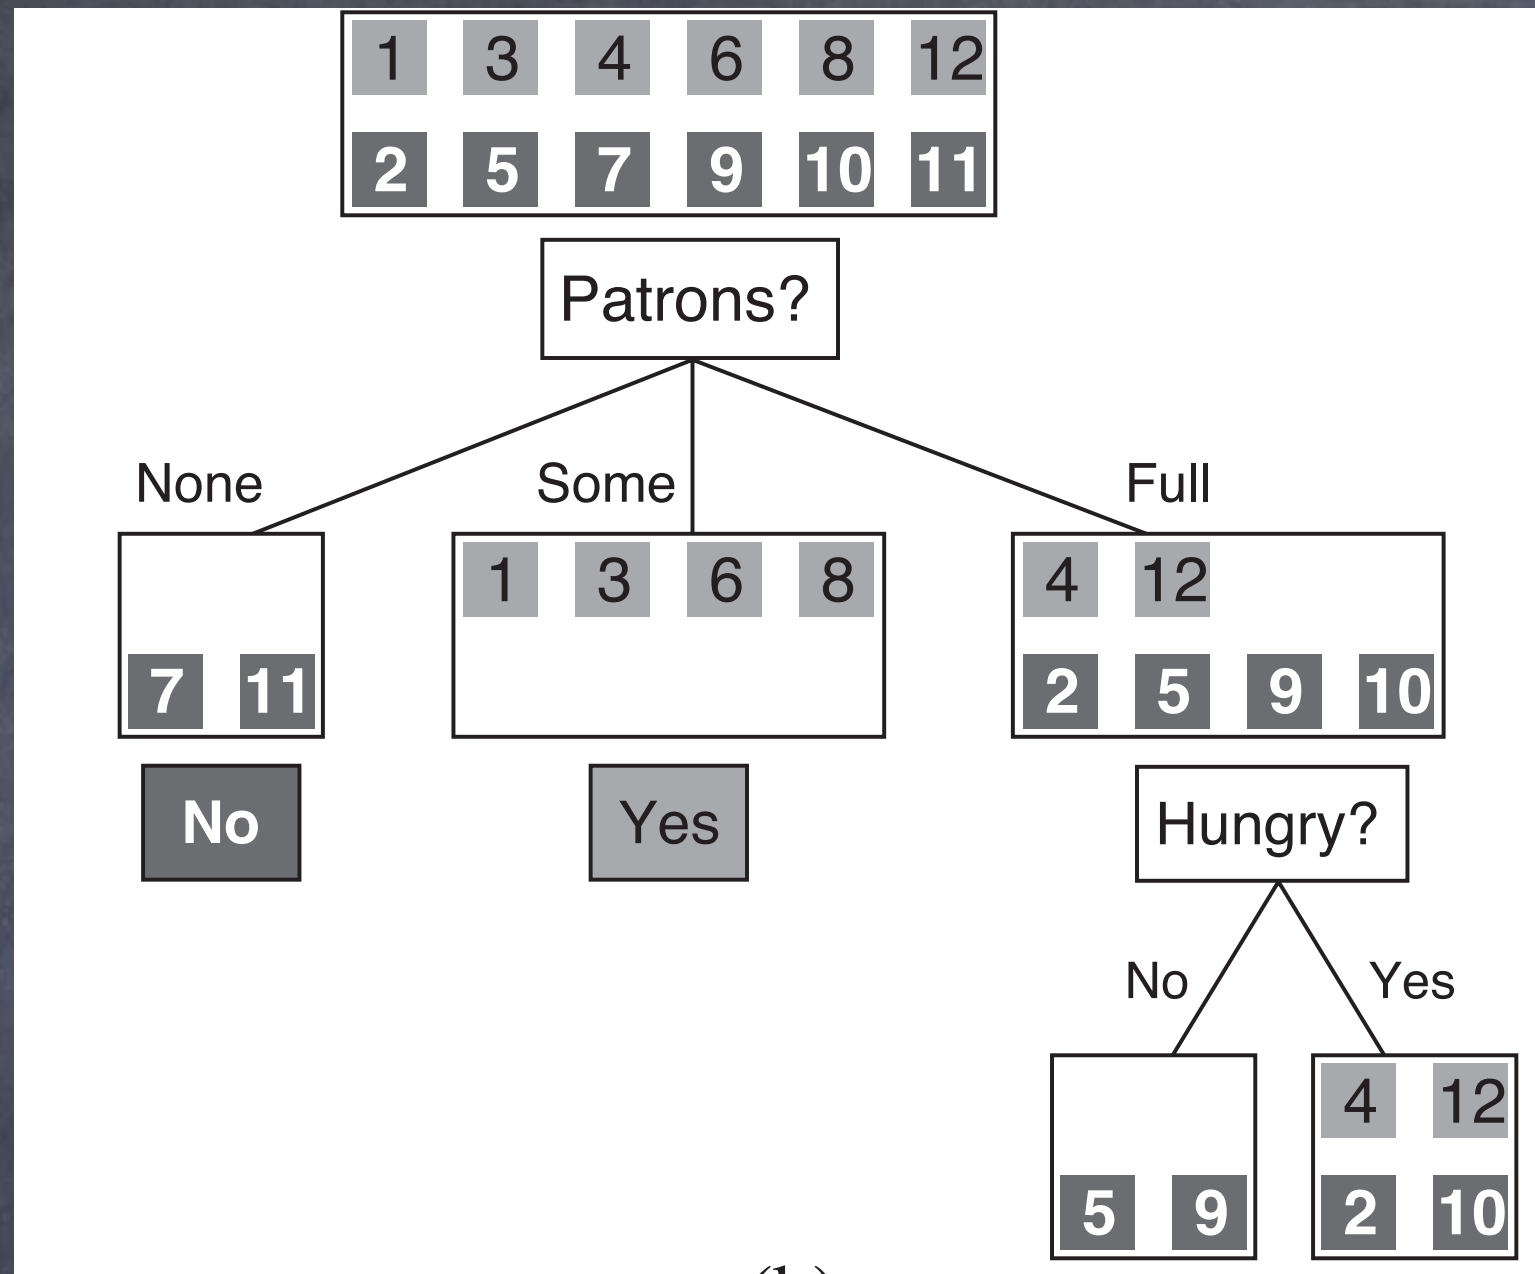 1 3 4 6 8 12
2 5 7 9 10 11
Patrons?
None Some Full
1 3 6 8 4 12
7 11 2 5 9 10
No Yes Hungry?
No Yes
4 12
5 9 2 10